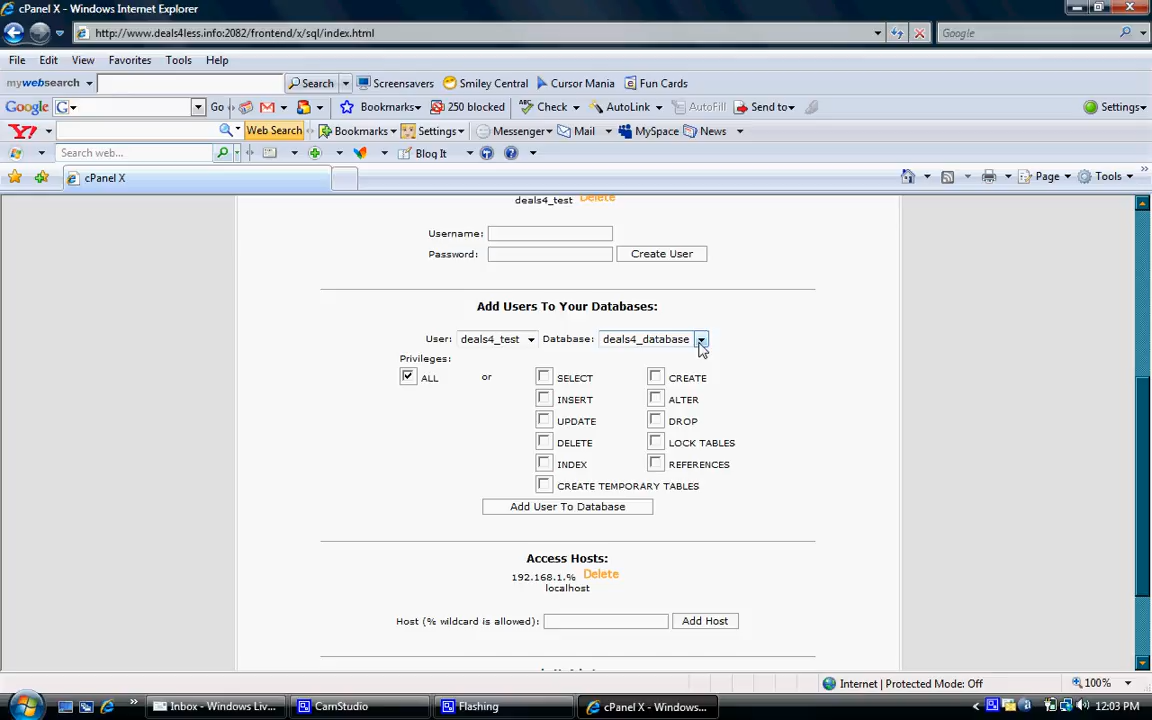 cPanel X - Windows Internet Explorer
http://www.deals4less.info:2082/frontend/x/sql/index.html
Google
File Edit View Favorites Tools Help
mywebsearch Search Screensavers Smiley Central Cursor Mania Fun Cards
Google G Go Bookmarks 250 blocked Check AutoLink AutoFill Send to Settings
Y! Web Search Bookmarks Settings Messenger Mail MySpace News
Search web... Blog It
cPanel X Page Tools
deals4_test Delete
Username:
Password: Create User
Add Users To Your Databases:
User: deals4_test Database: deals4_database
Privileges:
ALL or SELECT CREATE
INSERT ALTER
UPDATE DROP
DELETE LOCK TABLES
INDEX REFERENCES
CREATE TEMPORARY TABLES
Add User To Database
Access Hosts:
192.168.1.% Delete
localhost
Host (% wildcard is allowed): Add Host
Internet | Protected Mode: Off 100%
Inbox - Windows Liv... CamStudio Flashing cPanel X - Windows... 12:03 PM